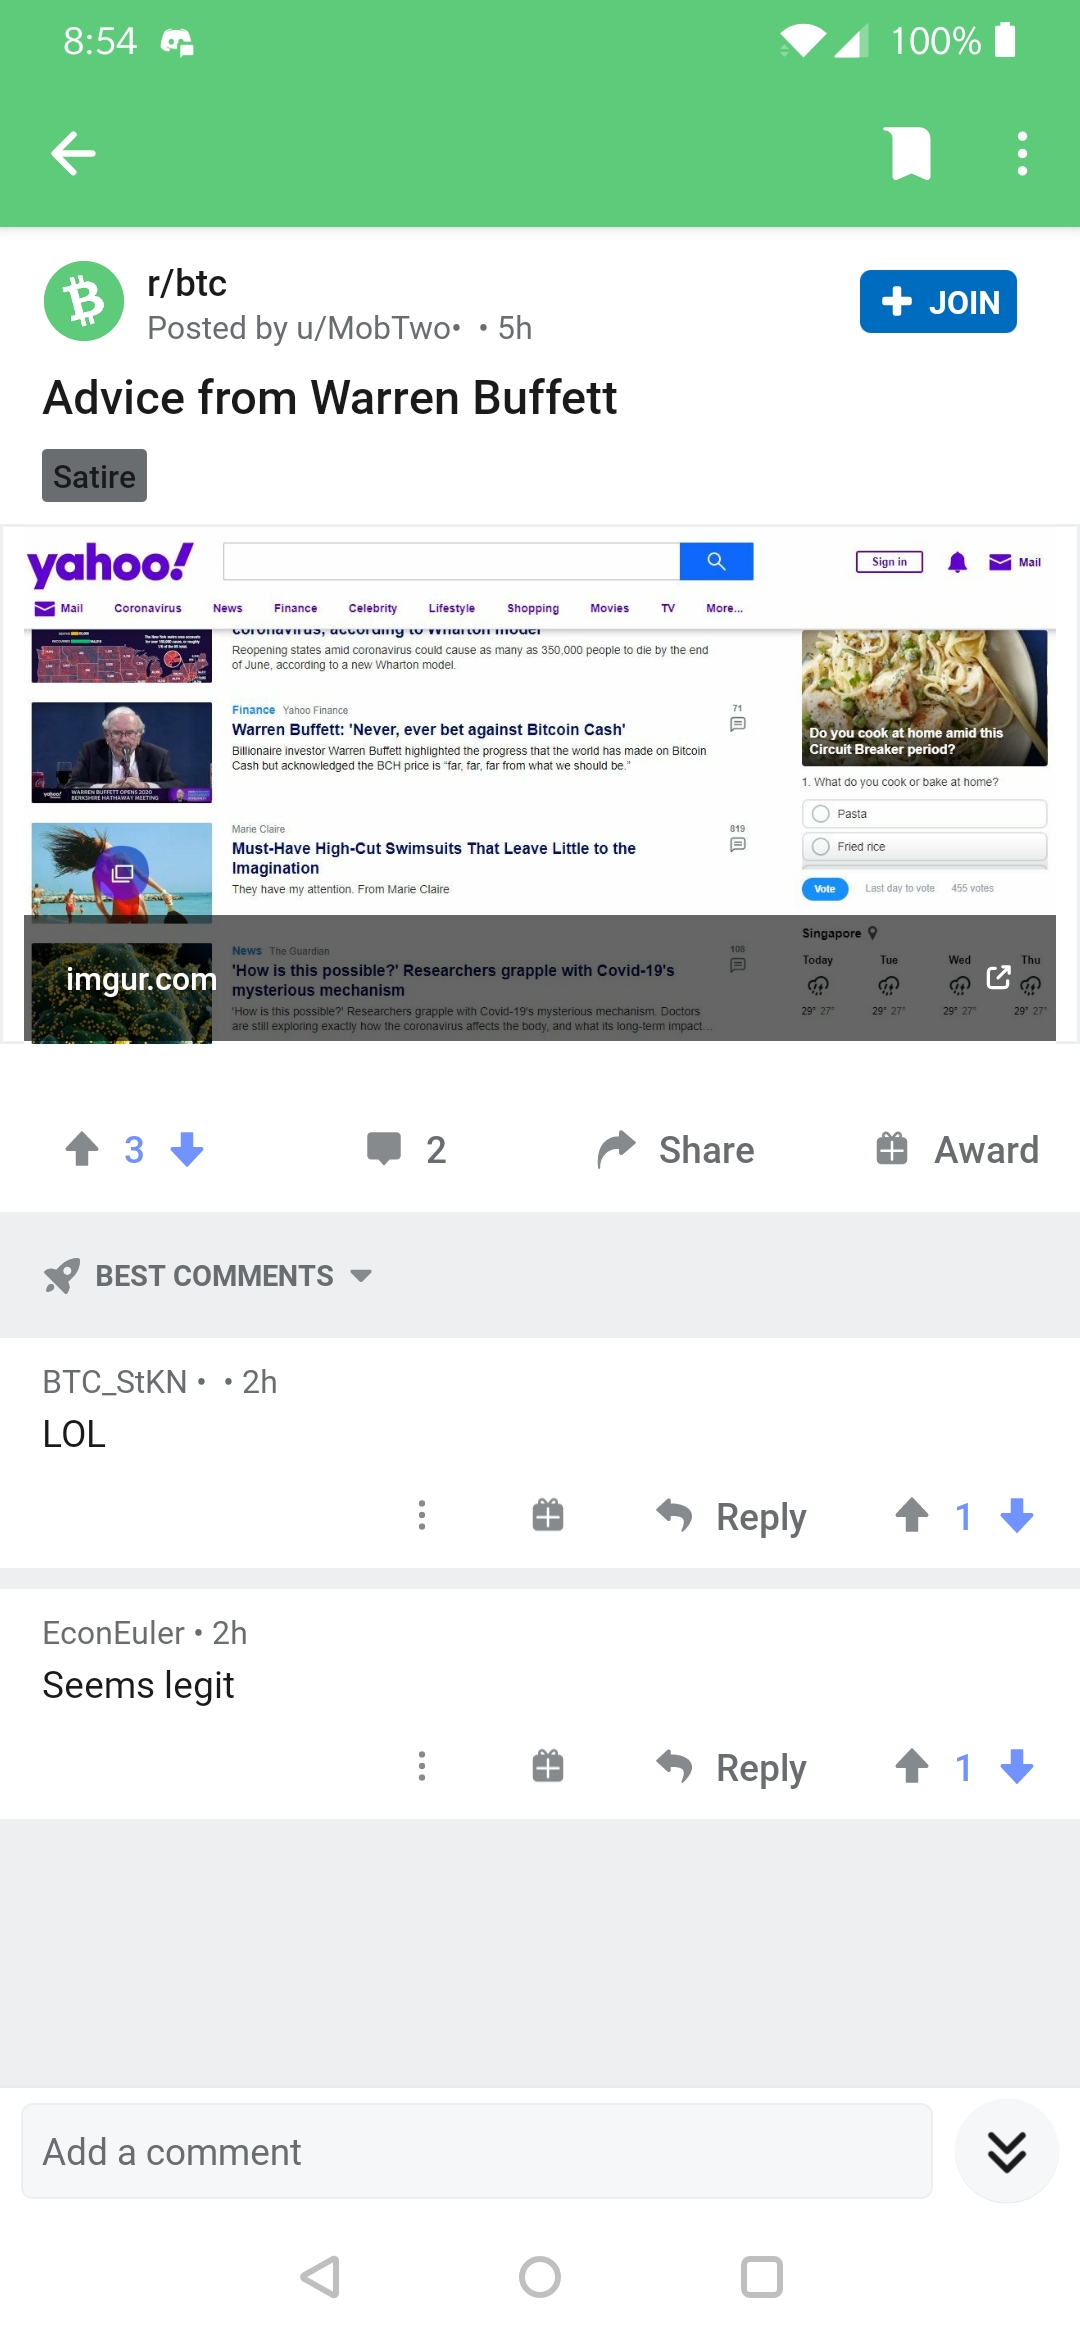 8:54
100%
r/btc
Posted by u/MobTwo• • 5h
JOIN
Advice from Warren Buffett
Satire
yahoo!
Sign in
Mail
Mail Coronavirus News Finance Celebrity Lifestyle Shopping Movies TV More...
coronavirus, according to Wharton model
Reopening states amid coronavirus could cause as many as 350,000 people to die by the end
of June, according to a new Wharton model.
Finance Yahoo Finance
71
Warren Buffett: 'Never, ever bet against Bitcoin Cash'
Billionaire investor Warren Buffett highlighted the progress that the world has made on Bitcoin
Cash but acknowledged the BCH price is “far, far, far from what we should be.”
yahoo!
WARREN BUFFETT OPENS 2020
BERKSHIRE HATHAWAY MEETING
Marie Claire
819
Must-Have High-Cut Swimsuits That Leave Little to the
Imagination
They have my attention. From Marie Claire
News The Guardian
108
'How is this possible?' Researchers grapple with Covid-19's
mysterious mechanism
'How is this possible?' Researchers grapple with Covid-19's mysterious mechanism. Doctors
are still exploring exactly how the coronavirus affects the body, and what its long-term impact...
Do you cook at home amid this
Circuit Breaker period?
1. What do you cook or bake at home?
Pasta
Fried rice
Vote Last day to vote 455 votes
Singapore
Today Tue Wed Thu
29° 27° 29° 27° 29° 27° 29° 27°
imgur.com
3
2
Share
Award
BEST COMMENTS
BTC_StKN • • 2h
LOL
Reply
1
EconEuler • 2h
Seems legit
Reply
1
Add a comment